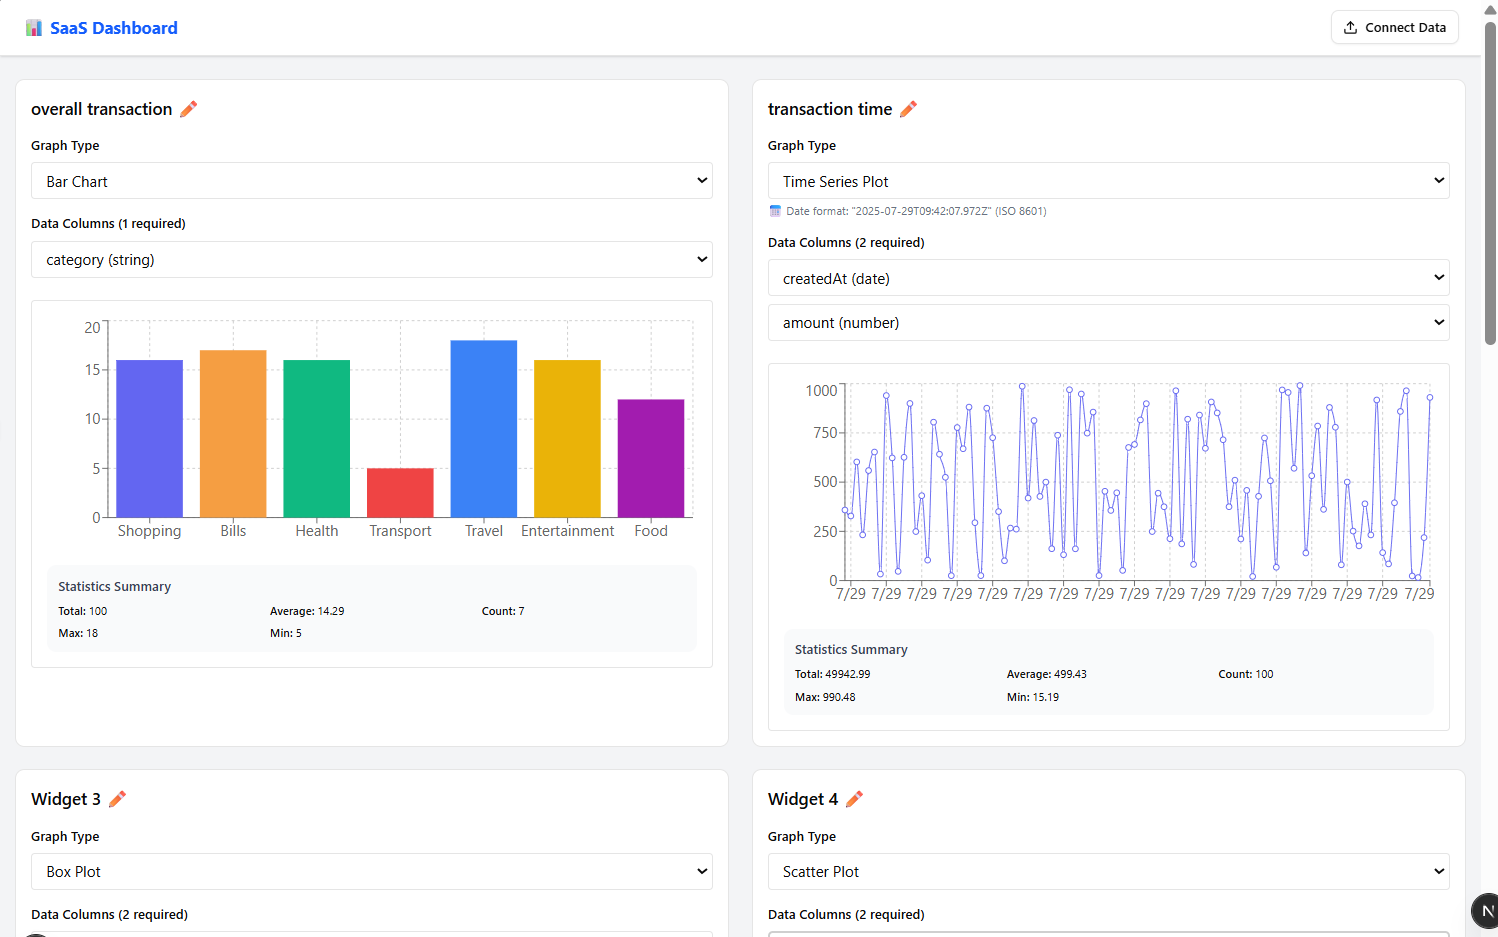 SaaS Dashboard
Connect Data
overall transaction
Graph Type
Bar Chart
Data Columns (1 required)
category (string)
20
15
10
5
0
Shopping Bills Health Transport Travel Entertainment Food
Statistics Summary
Total: 100 Average: 14.29 Count: 7
Max: 18 Min: 5
transaction time
Graph Type
Time Series Plot
Date format: "2025-07-29T09:42:07.972Z" (ISO 8601)
Data Columns (2 required)
createdAt (date)
amount (number)
1000
750
500
250
0
7/29 7/29 7/29 7/29 7/29 7/29 7/29 7/29 7/29 7/29 7/29 7/29 7/29 7/29 7/29 7/29 7/29
Statistics Summary
Total: 49942.99 Average: 499.43 Count: 100
Max: 990.48 Min: 15.19
Widget 3
Graph Type
Box Plot
Data Columns (2 required)
Widget 4
Graph Type
Scatter Plot
Data Columns (2 required)
N